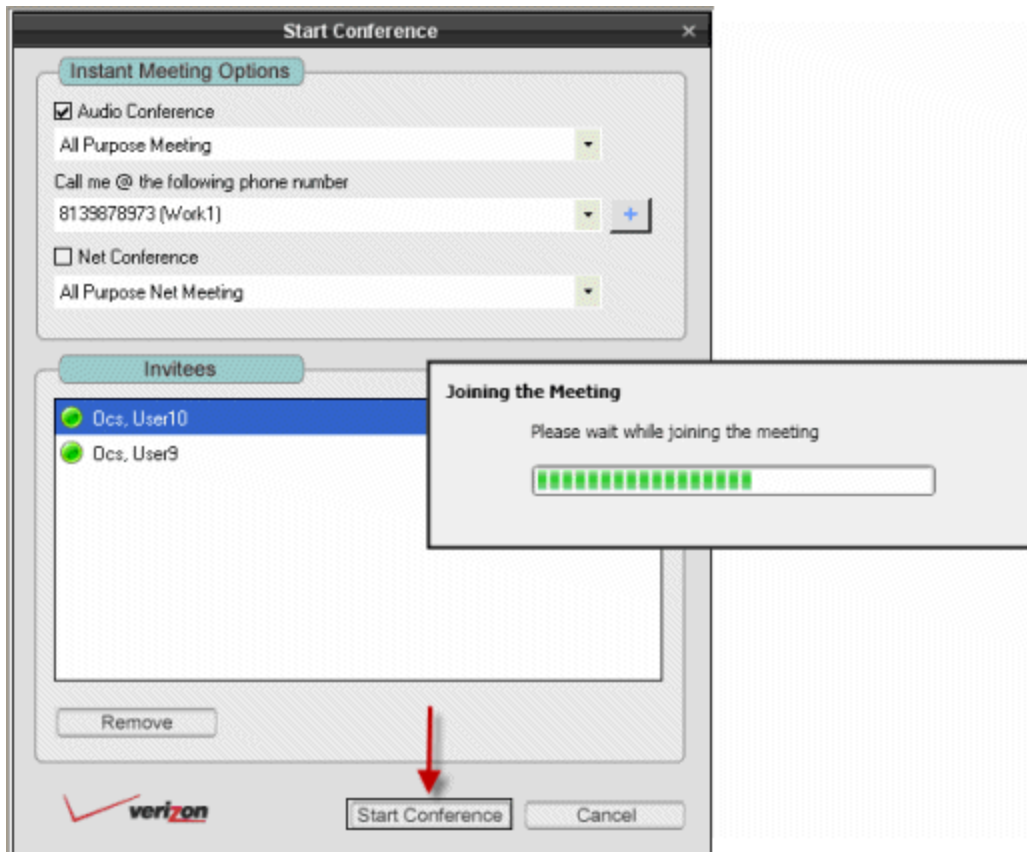 Start Conference
Instant Meeting Options
Audio Conference
All Purpose Meeting
Call me @ the following phone number
8139878973 (Work1)
Net Conference
All Purpose Net Meeting
Invitees
Ocs, User10
Ocs, User9
Joining the Meeting
Please wait while joining the meeting
Remove
verizon
Start Conference
Cancel